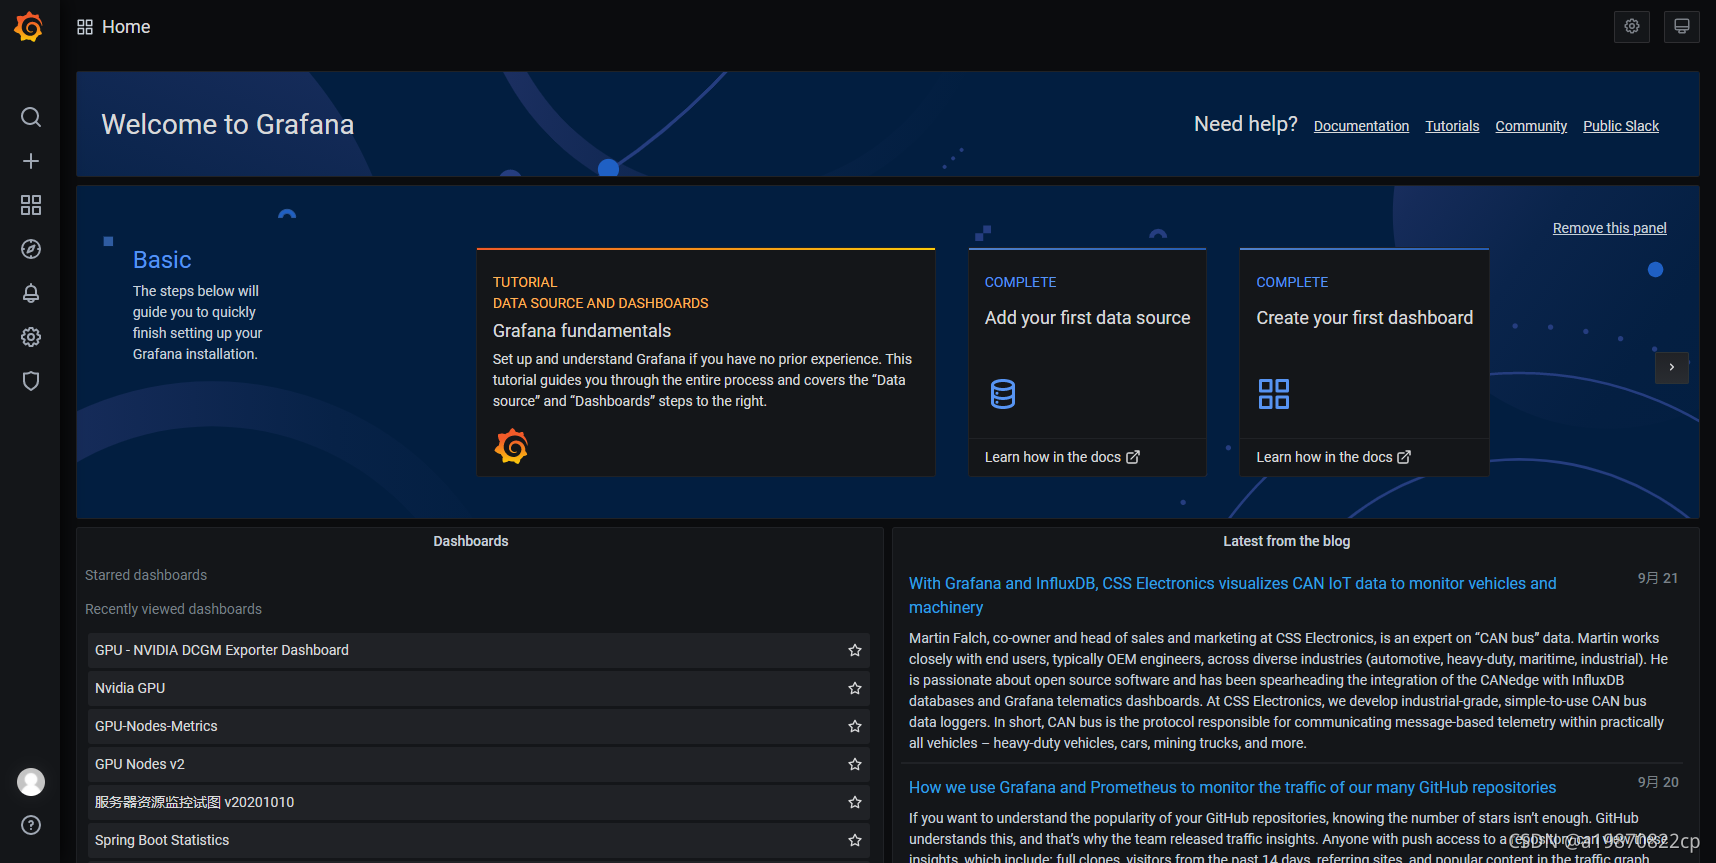 Home
Welcome to Grafana
Need help? Documentation Tutorials Community Public Slack
Remove this panel
Basic
The steps below will
guide you to quickly
finish setting up your
Grafana installation.
TUTORIAL
DATA SOURCE AND DASHBOARDS
Grafana fundamentals
Set up and understand Grafana if you have no prior experience. This
tutorial guides you through the entire process and covers the “Data
source” and “Dashboards” steps to the right.
COMPLETE
Add your first data source
Learn how in the docs
COMPLETE
Create your first dashboard
Learn how in the docs
Dashboards
Starred dashboards
Recently viewed dashboards
GPU - NVIDIA DCGM Exporter Dashboard
Nvidia GPU
GPU-Nodes-Metrics
GPU Nodes v2
服务器资源监控试图 v20201010
Spring Boot Statistics
Latest from the blog
With Grafana and InfluxDB, CSS Electronics visualizes CAN IoT data to monitor vehicles and
machinery
9月 21
Martin Falch, co-owner and head of sales and marketing at CSS Electronics, is an expert on “CAN bus” data. Martin works
closely with end users, typically OEM engineers, across diverse industries (automotive, heavy-duty, maritime, industrial). He
is passionate about open source software and has been spearheading the integration of the CANedge with InfluxDB
databases and Grafana telematics dashboards. At CSS Electronics, we develop industrial-grade, simple-to-use CAN bus
data loggers. In short, CAN bus is the protocol responsible for communicating message-based telemetry within practically
all vehicles – heavy-duty vehicles, cars, mining trucks, and more.
How we use Grafana and Prometheus to monitor the traffic of our many GitHub repositories
9月 20
If you want to understand the popularity of your GitHub repositories, knowing the number of stars isn’t enough. GitHub
understands this, and that’s why the team released traffic insights. Anyone with push access to a repository can view these
insights, which include: full clones, visitors from the past 14 days, referring sites, and popular content in the traffic graph.
CSDN @a19870822cp